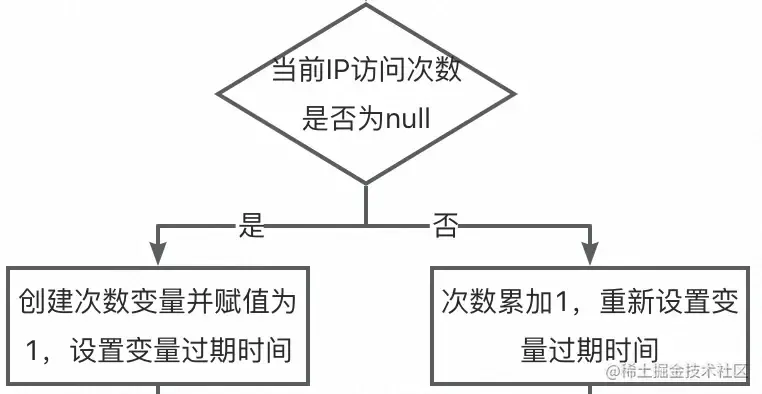 当前IP访问次数
是否为null
是
否
创建次数变量并赋值为
1，设置变量过期时间
次数累加1，重新设置变
量过期时间
@稀土掘金技术社区